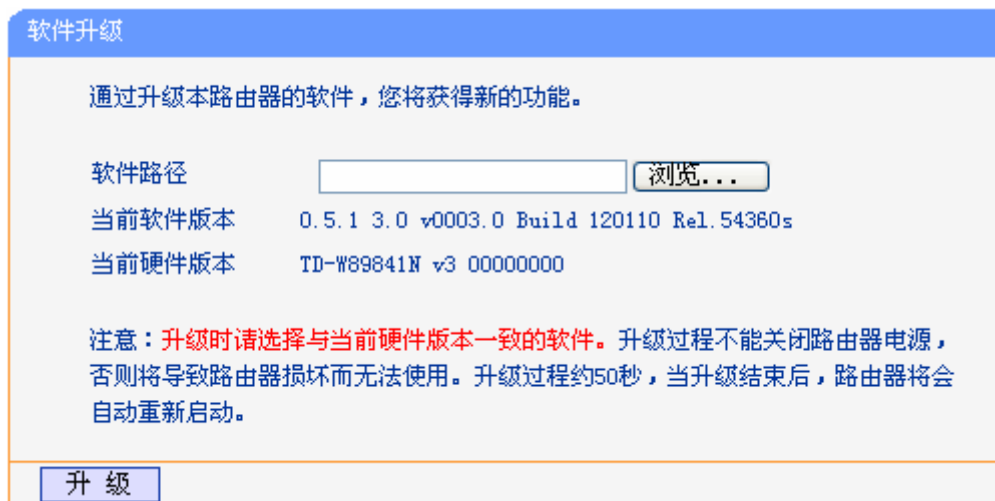 软件升级
通过升级本路由器的软件，您将获得新的功能。
软件路径 浏览...
当前软件版本 0.5.1 3.0 v0003.0 Build 120110 Rel.54360s
当前硬件版本 TD-W89841N v3 00000000
注意：升级时请选择与当前硬件版本一致的软件。升级过程不能关闭路由器电源，
否则将导致路由器损坏而无法使用。升级过程约50秒，当升级结束后，路由器将会
自动重新启动。
升 级